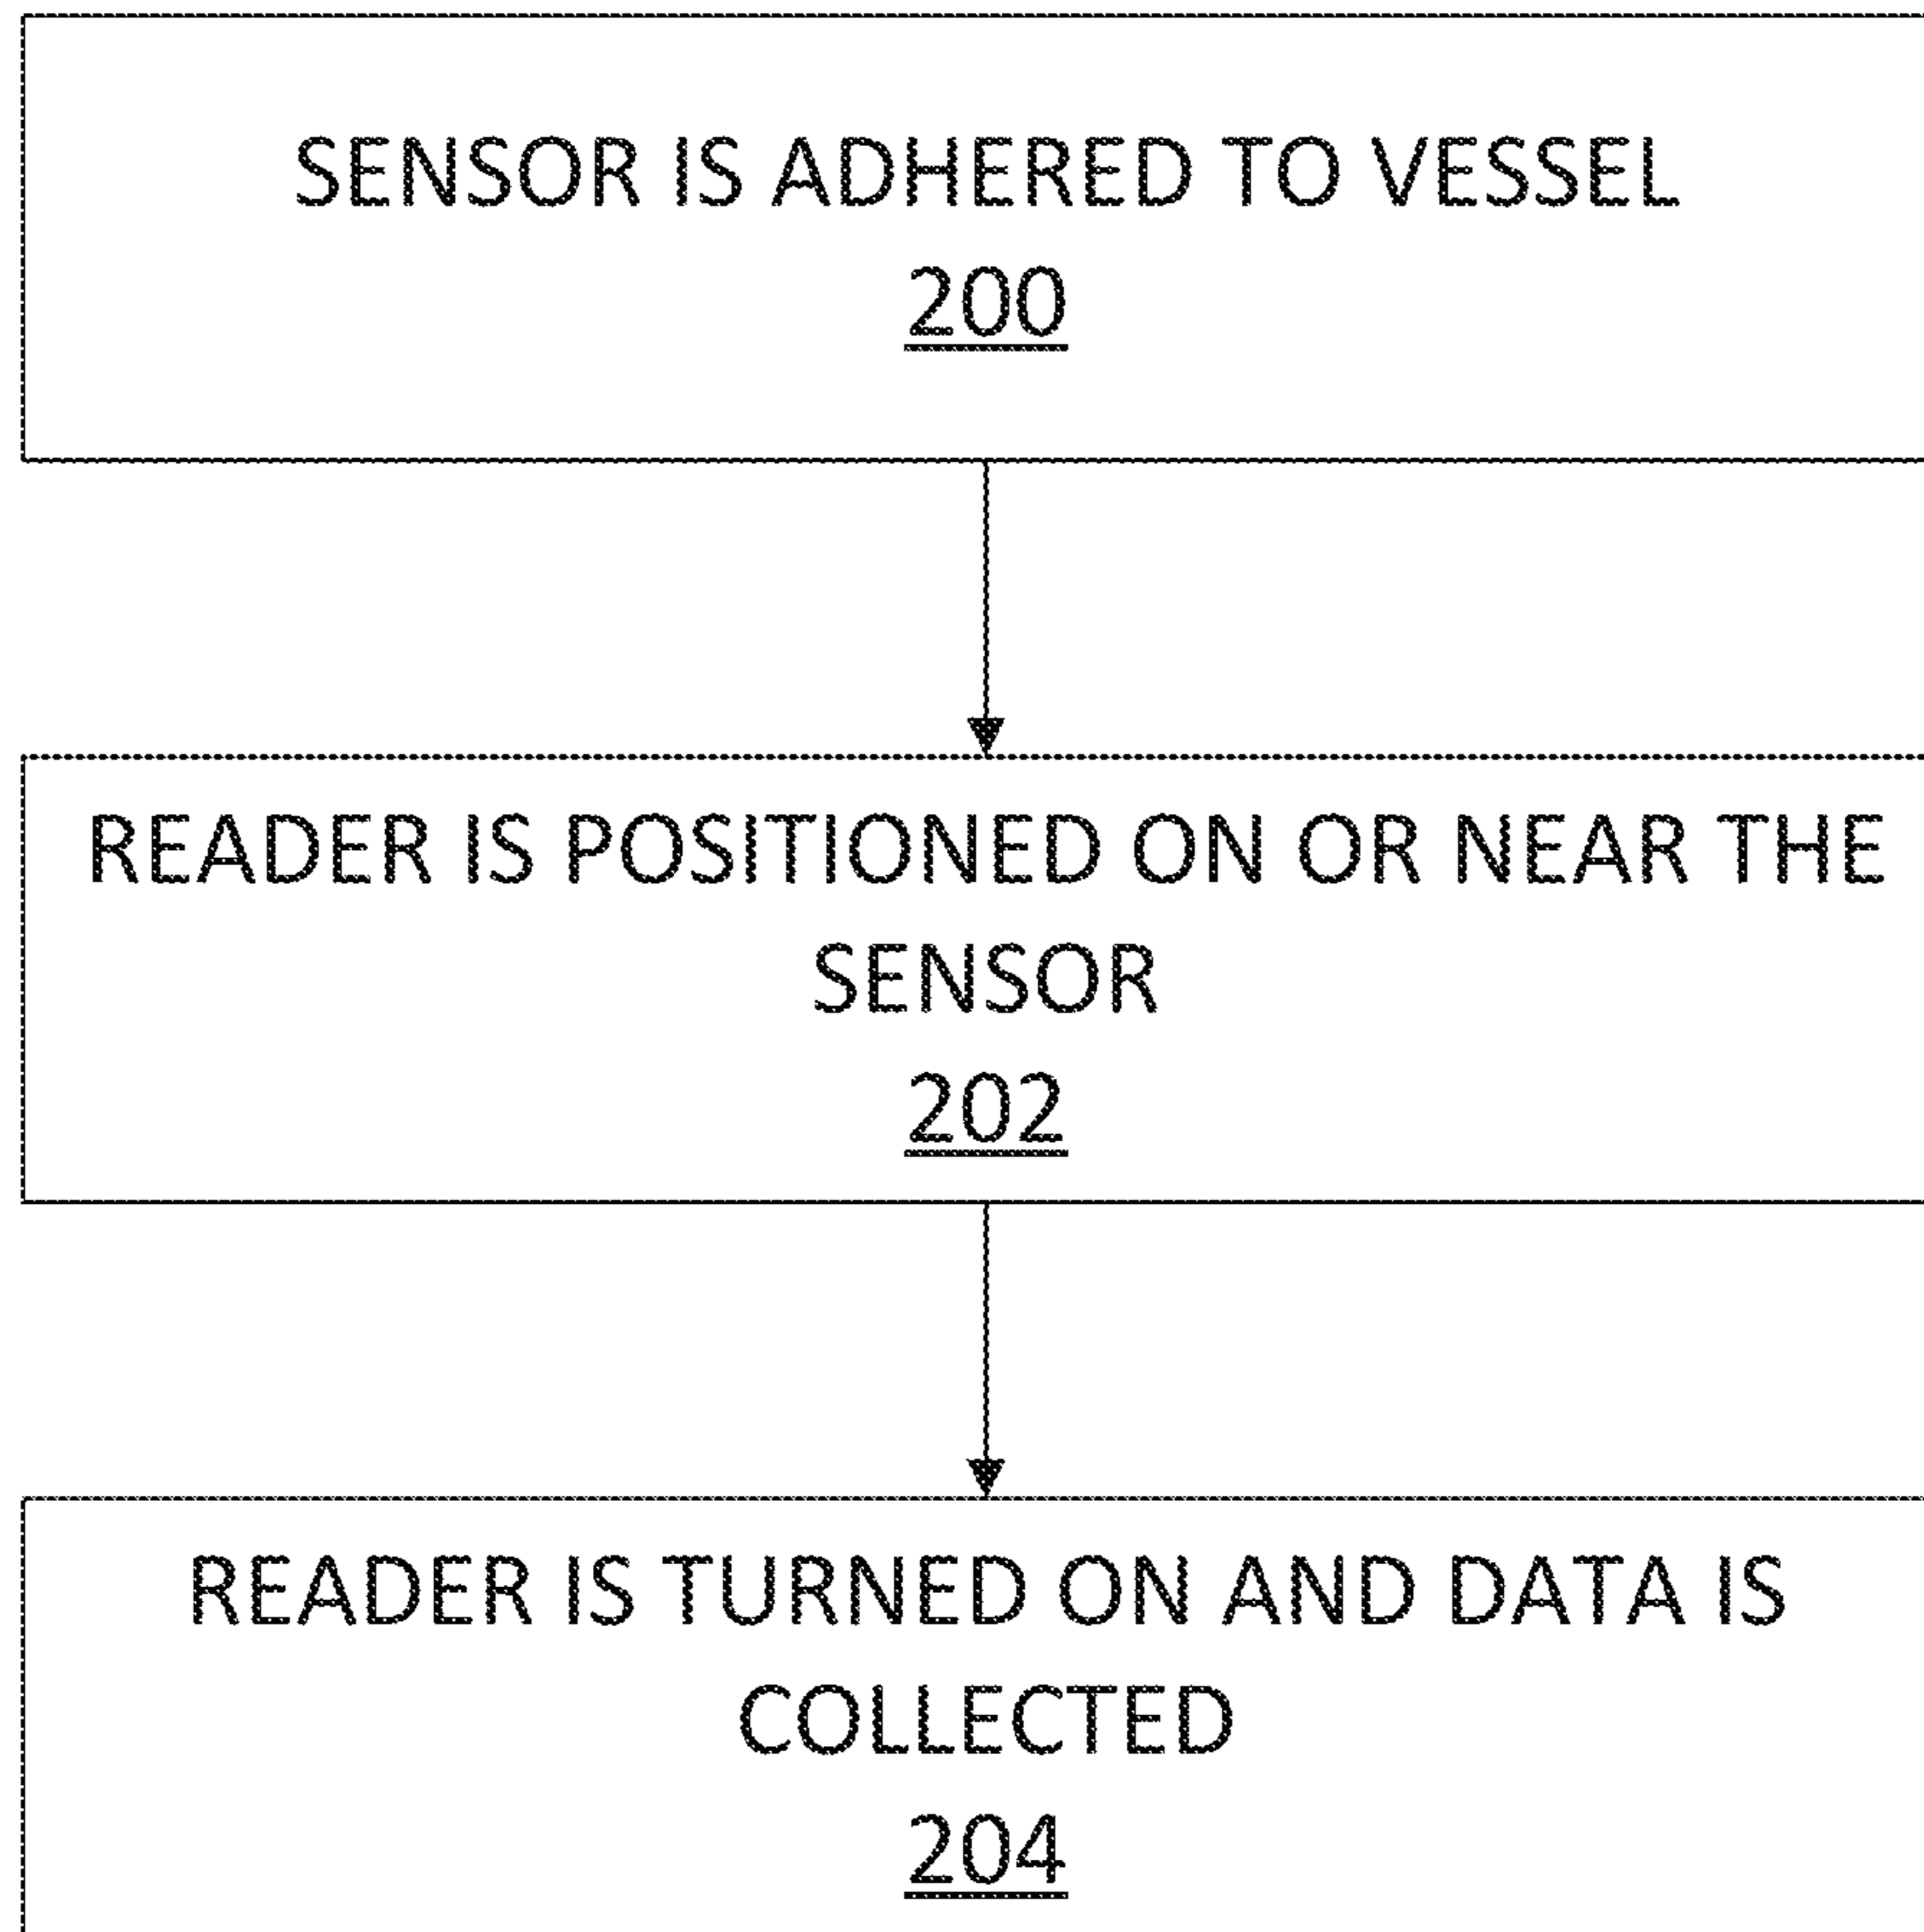 SENSOR IS ADHERED TO VESSEL
200
READER IS POSITIONED ON OR NEAR THE
SENSOR
202
READER IS TURNED ON AND DATA IS
COLLECTED
204